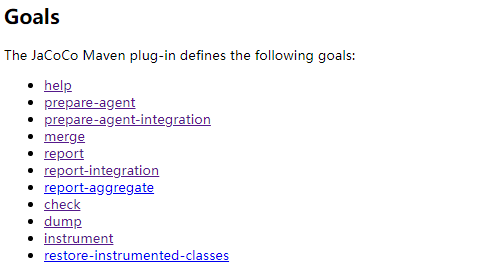 Goals
The JaCoCo Maven plug-in defines the following goals:
help
prepare-agent
prepare-agent-integration
merge
report
report-integration
report-aggregate
check
dump
instrument
restore-instrumented-classes